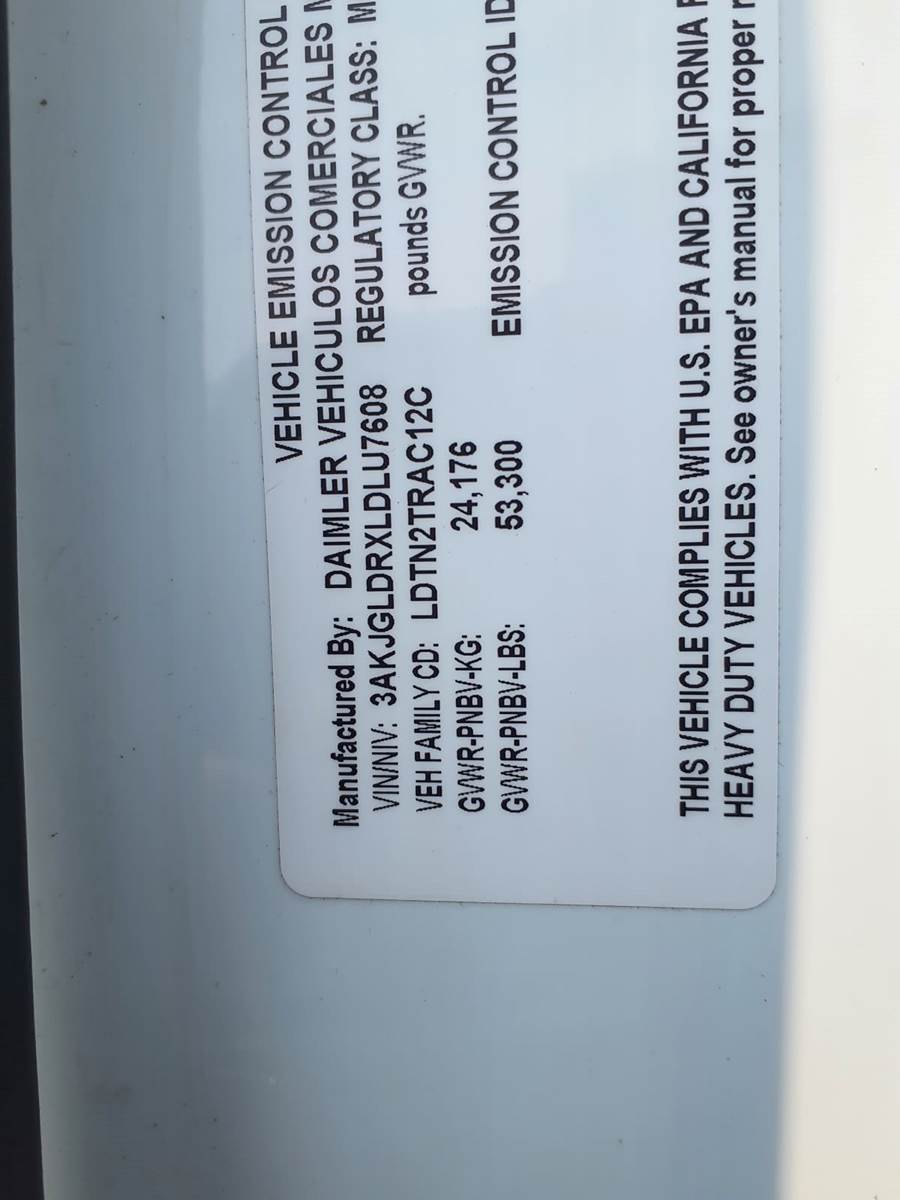 VEHICLE EMISSION CONTROL
Manufactured By: DAIMLER VEHICULOS COMERCIALES
VIN/NIV: 3AKJGLDRXLDLU7608 REGULATORY CLASS:
VEH FAMILY CD: LDTN2TRAC12C pounds GVWR.
GVWR-PNBV-KG: 24,176
GVWR-PNBV-LBS: 53,300 EMISSION CONTROL ID
THIS VEHICLE COMPLIES WITH U.S. EPA AND CALIFORNIA
HEAVY DUTY VEHICLES. See owner's manual for proper